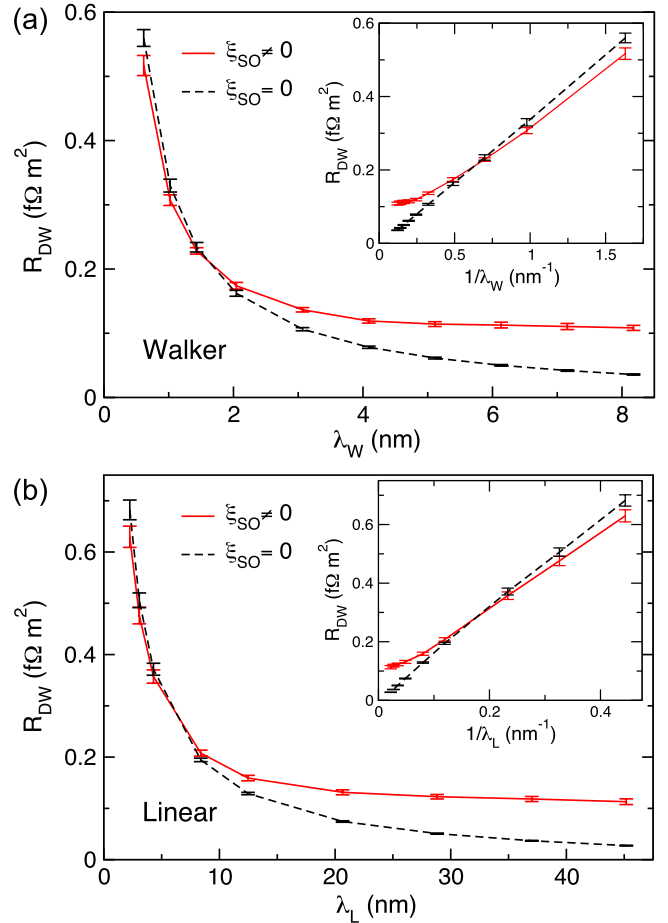 (a)
ξSO ≠ 0
ξSO = 0
RDW (fΩ m²)
0.6
0.4
0.2
0
0 2 4 6 8
λW (nm)
Walker
RDW (fΩ m²)
0.6
0.4
0.2
0
0 0.5 1 1.5
1/λW (nm⁻¹)
(b)
ξSO ≠ 0
ξSO = 0
RDW (fΩ m²)
0.6
0.4
0.2
0
0 10 20 30 40
λL (nm)
Linear
RDW (fΩ m²)
0.6
0.4
0.2
0
0 0.2 0.4
1/λL (nm⁻¹)